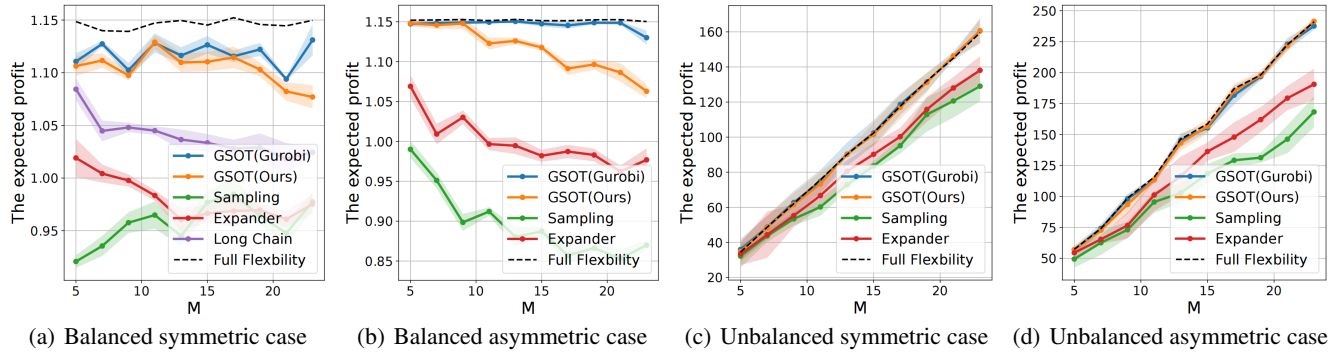 The expected profit
1.15
1.10
1.05
1.00
0.95
5 10 15 20
M
GSOT(Gurobi)
GSOT(Ours)
Sampling
Expander
Long Chain
Full Flexbility
(a) Balanced symmetric case
The expected profit
1.15
1.10
1.05
1.00
0.95
0.90
0.85
5 10 15 20
M
GSOT(Gurobi)
GSOT(Ours)
Sampling
Expander
Full Flexbility
(b) Balanced asymmetric case
The expected profit
160
140
120
100
80
60
40
20
5 10 15 20
M
GSOT(Gurobi)
GSOT(Ours)
Sampling
Expander
Full Flexbility
(c) Unbalanced symmetric case
The expected profit
250
225
200
175
150
125
100
75
50
5 10 15 20
M
GSOT(Gurobi)
GSOT(Ours)
Sampling
Expander
Full Flexbility
(d) Unbalanced asymmetric case